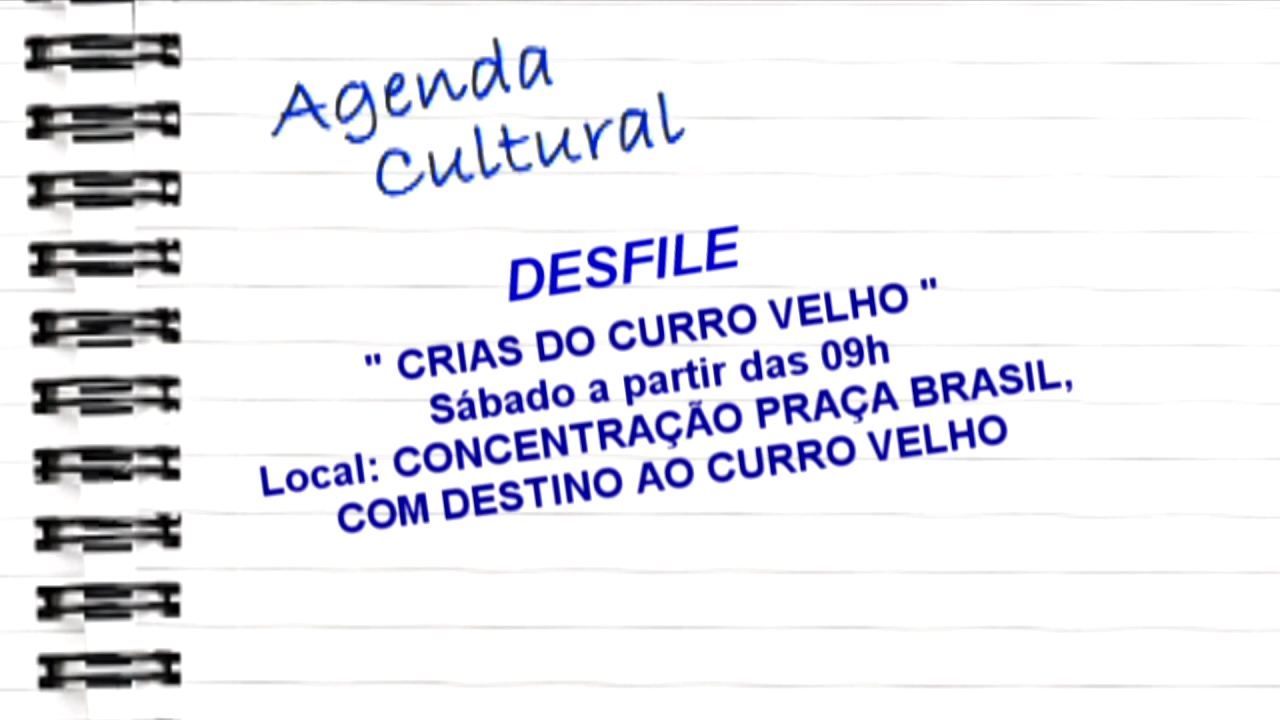 Agenda
Cultural
DESFILE
" CRIAS DO CURRO VELHO "
Sábado a partir das 09h
Local: CONCENTRAÇÃO PRAÇA BRASIL,
COM DESTINO AO CURRO VELHO